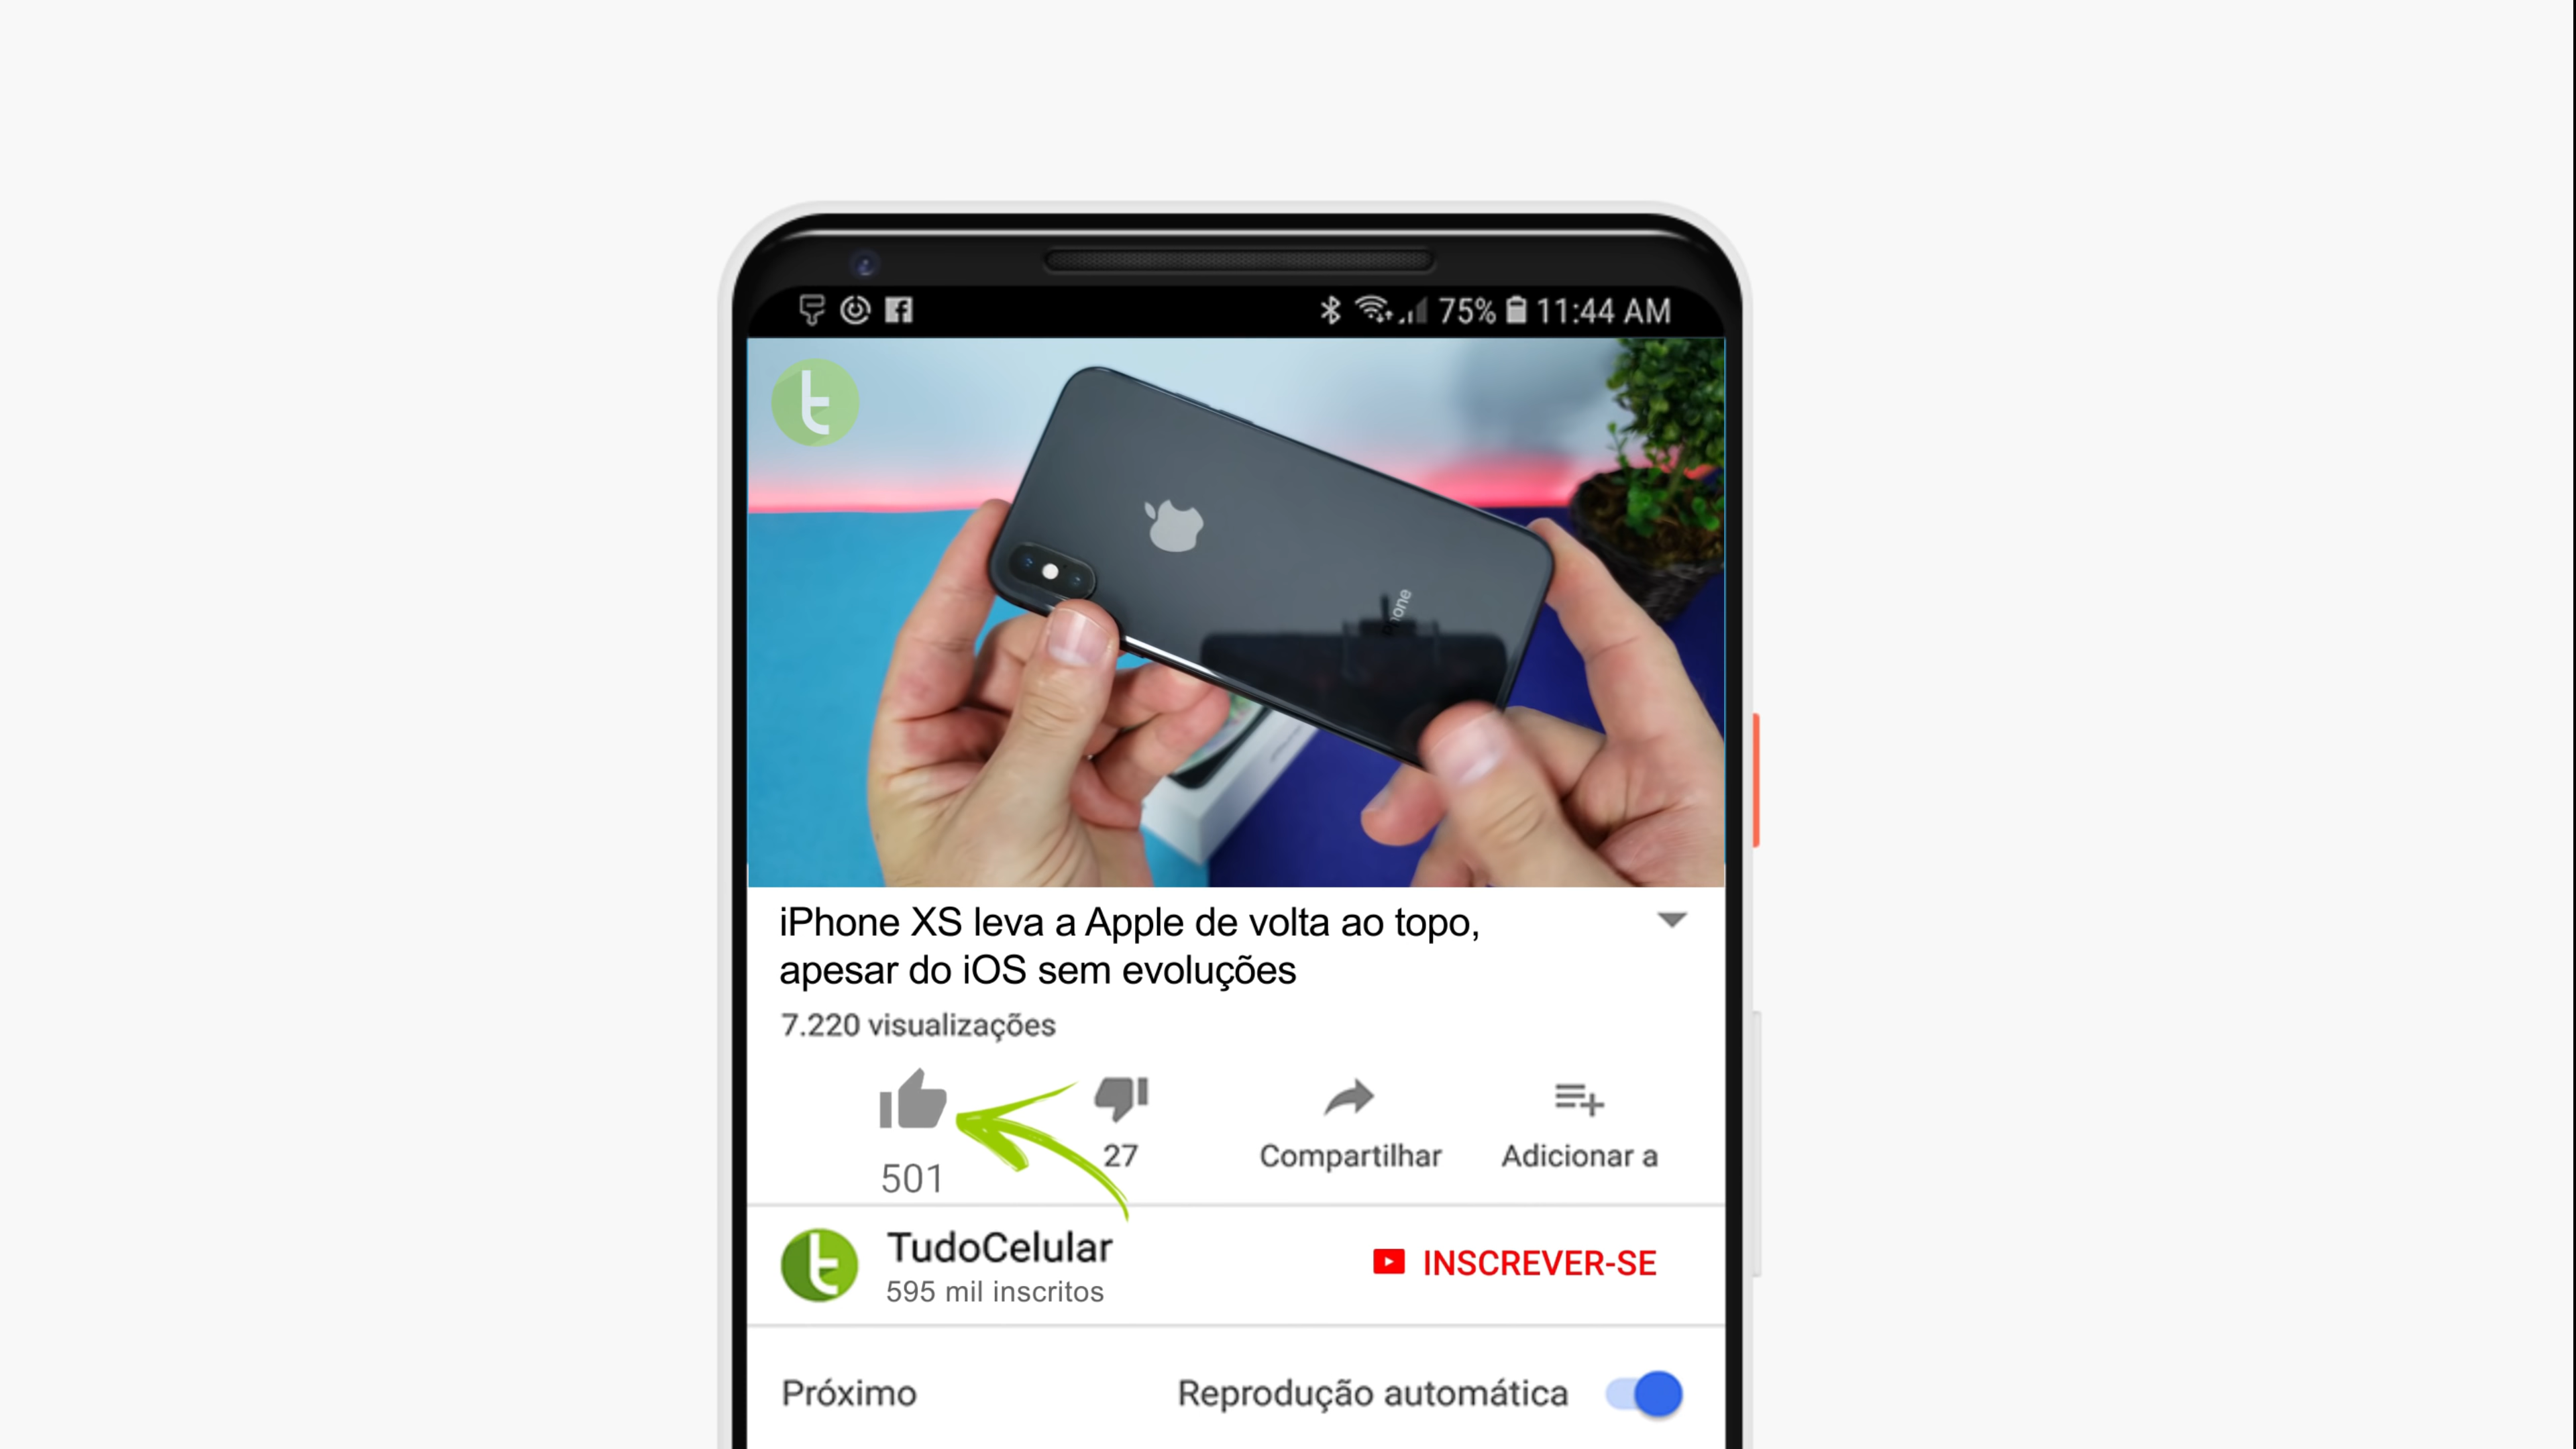 75% 11:44 AM
iPhone
iPhone XS leva a Apple de volta ao topo,
apesar do iOS sem evoluções
7.220 visualizações
501
27
Compartilhar
Adicionar a
TudoCelular
595 mil inscritos
INSCREVER-SE
Próximo
Reprodução automática